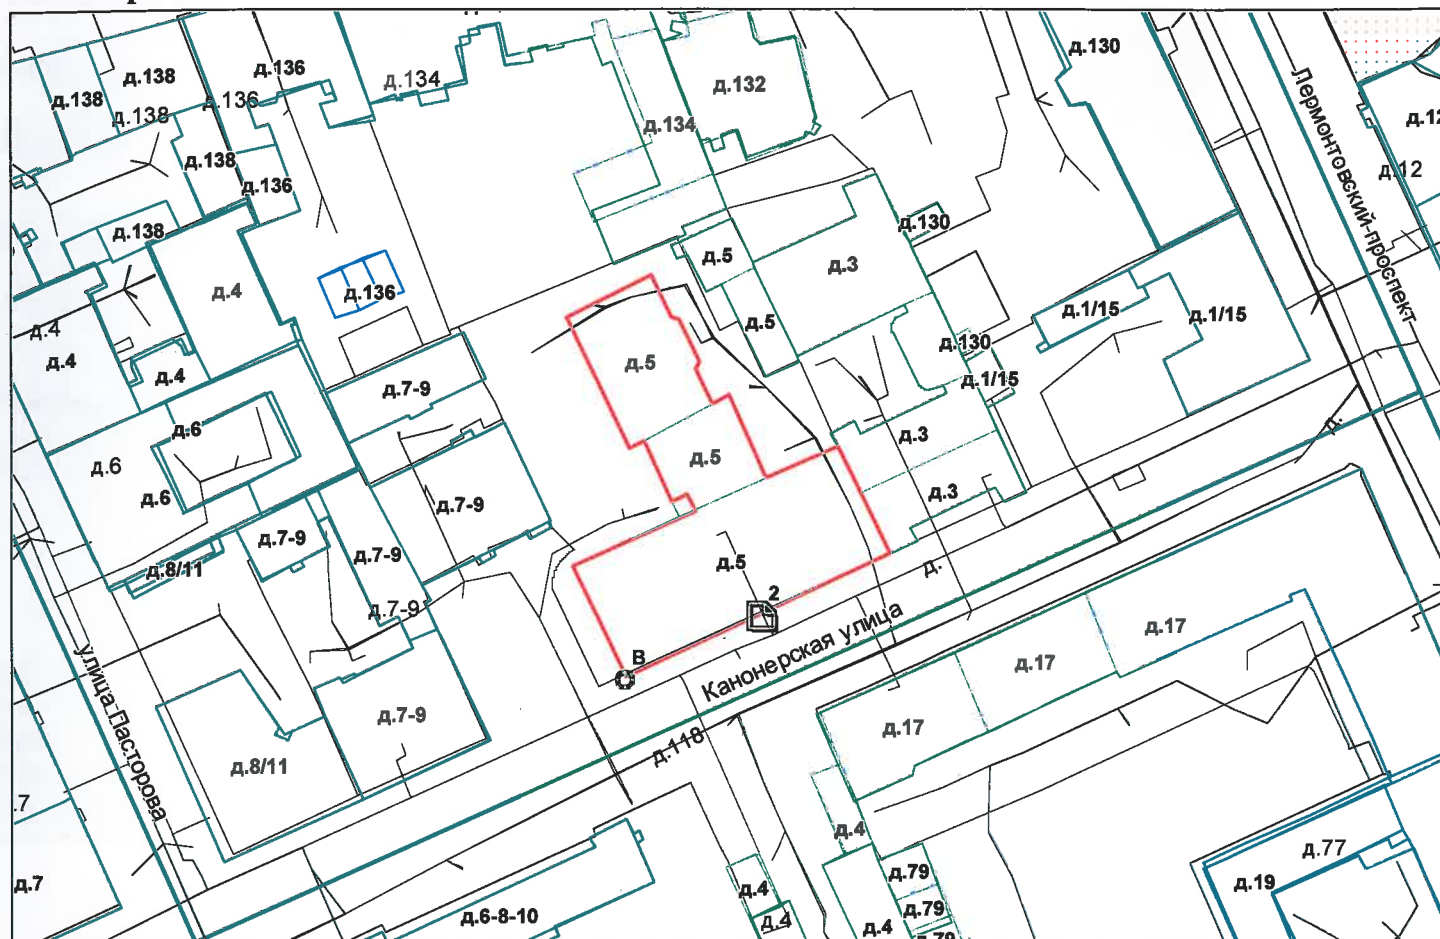 д.138
д.136
д.134
д.132
д.130
д.138
д.138
д.136
д.134
д.12
д.138
д.136
д.138
д.130
д.5
д.3
д.4
д.136
д.4
д.4
д.4
д.5
д.5
д.130
д.1/15
д.1/15
д.1/15
Лермонтовский проспект
д.7-9
д.6
д.6
д.6
д.5
д.3
д.3
д.
д.7-9
д.7-9
д.7-9
д.8/11
д.7-9
д.5
2
В
д.
Канонерская улица
улица Пасторова
д.17
д.17
д.17
д.7-9
д.8/11
д.118
д.7
д.4
д.79
д.77
д.19
д.4
д.79
д.4
д.4
д.6-8-10